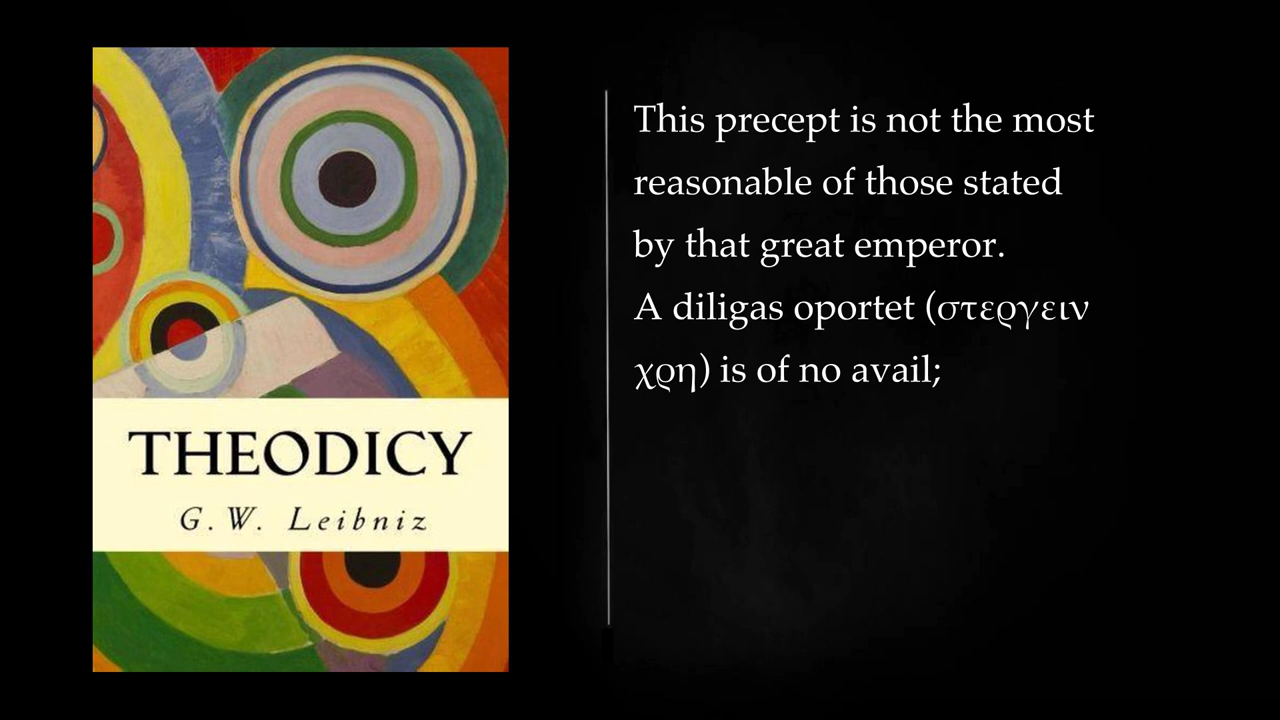 THEODICY
G. W. Leibniz
This precept is not the most
reasonable of those stated
by that great emperor.
A diligas oportet (στεργειν
χρη) is of no avail;